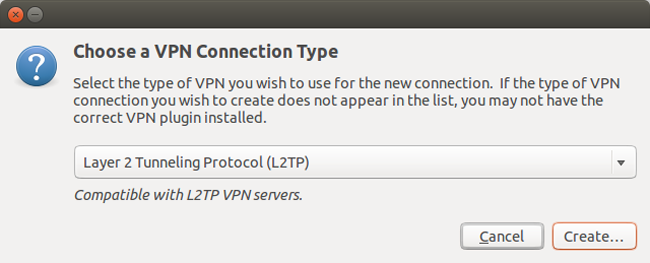 Choose a VPN Connection Type
Select the type of VPN you wish to use for the new connection.  If the type of VPN
connection you wish to create does not appear in the list, you may not have the
correct VPN plugin installed.
Layer 2 Tunneling Protocol (L2TP)
Compatible with L2TP VPN servers.
Cancel
Create...